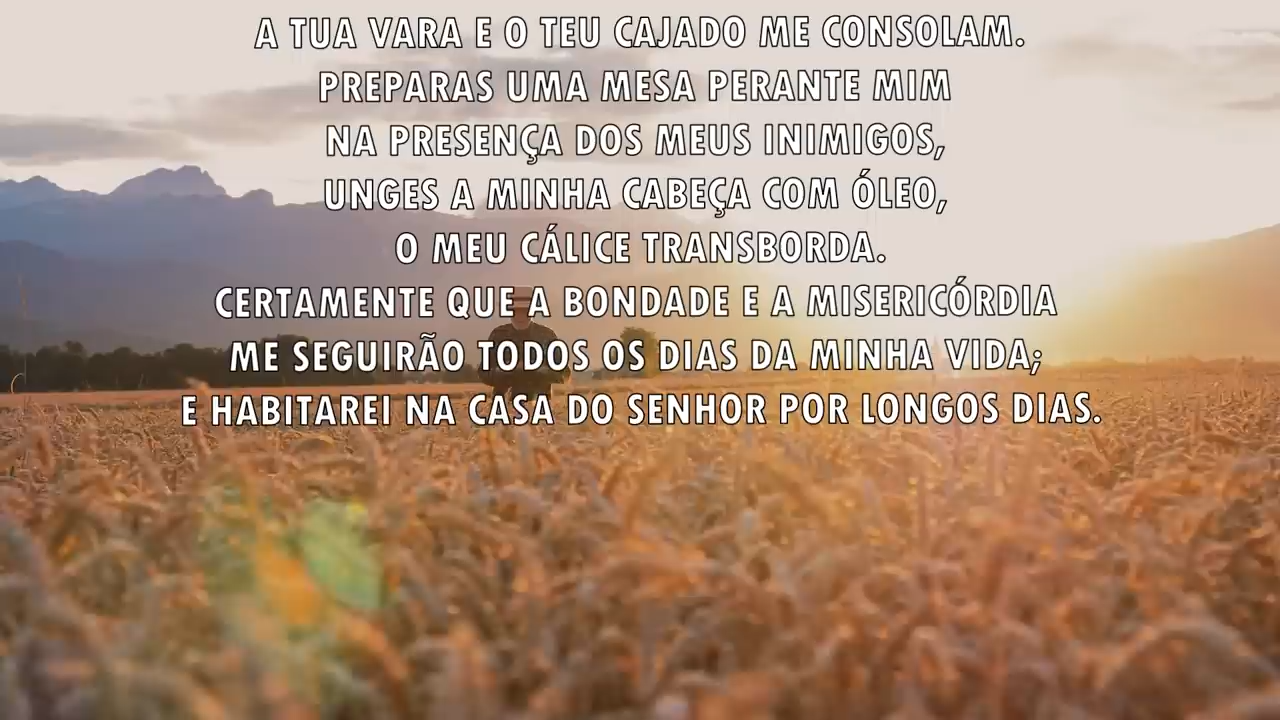 A TUA VARA E O TEU CAJADO ME CONSOLAM.
PREPARAS UMA MESA PERANTE MIM
NA PRESENÇA DOS MEUS INIMIGOS,
UNGES A MINHA CABEÇA COM ÓLEO,
O MEU CÁLICE TRANSBORDA.
CERTAMENTE QUE A BONDADE E A MISERICÓRDIA
ME SEGUIRÃO TODOS OS DIAS DA MINHA VIDA;
E HABITAREI NA CASA DO SENHOR POR LONGOS DIAS.